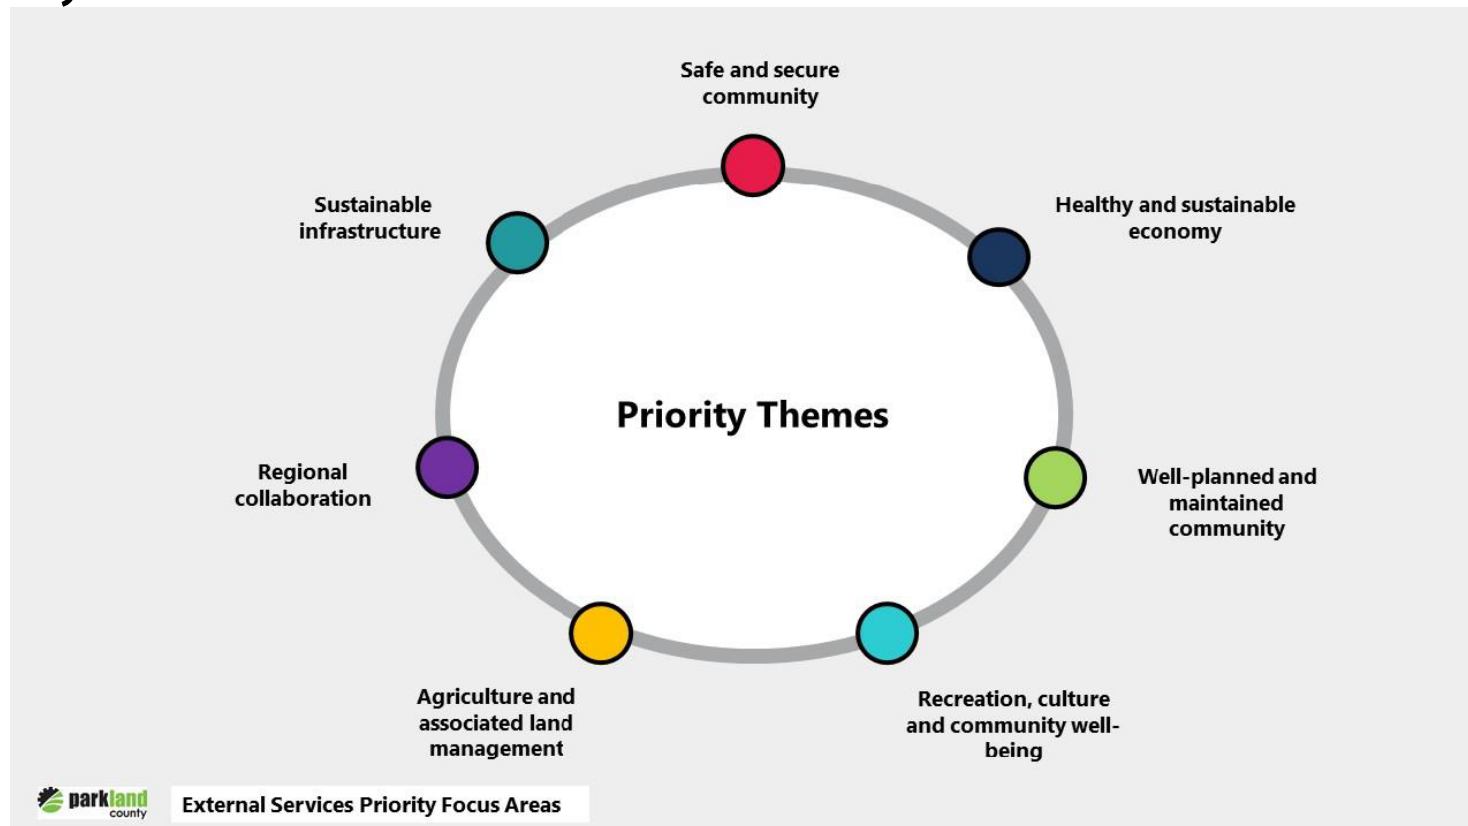 Safe and secure
community
Sustainable
infrastructure
Healthy and sustainable
economy
Priority Themes
Regional
collaboration
Well-planned and
maintained
community
Agriculture and
associated land
management
Recreation, culture
and community well-
being
parkland
county
External Services Priority Focus Areas